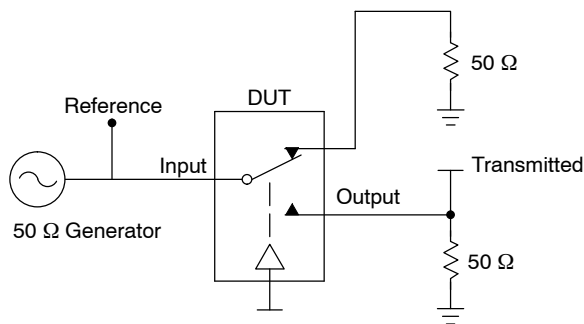 50 Ω
DUT
Reference
Input
Transmitted
Output
50 Ω Generator
50 Ω